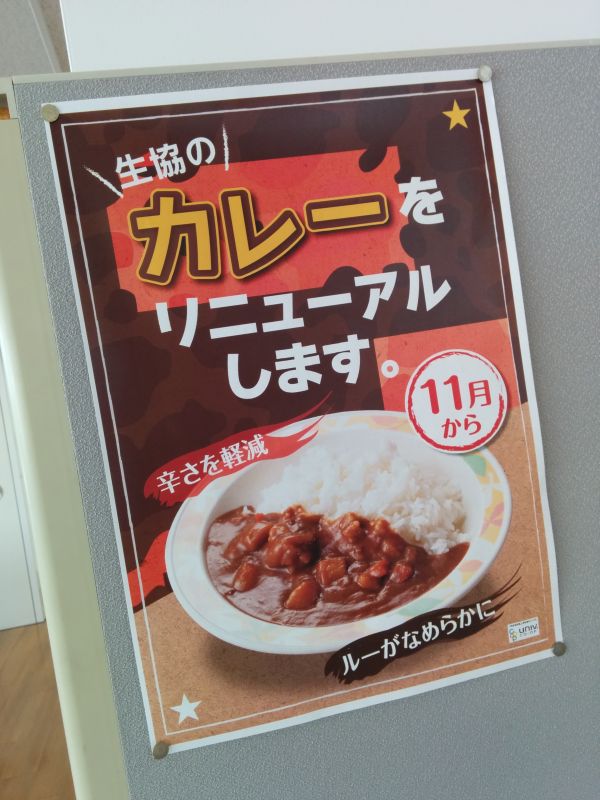 生協の
カレーを
リニューアル
します。
11月
から
辛さを軽減
ルーがなめらかに
univ.